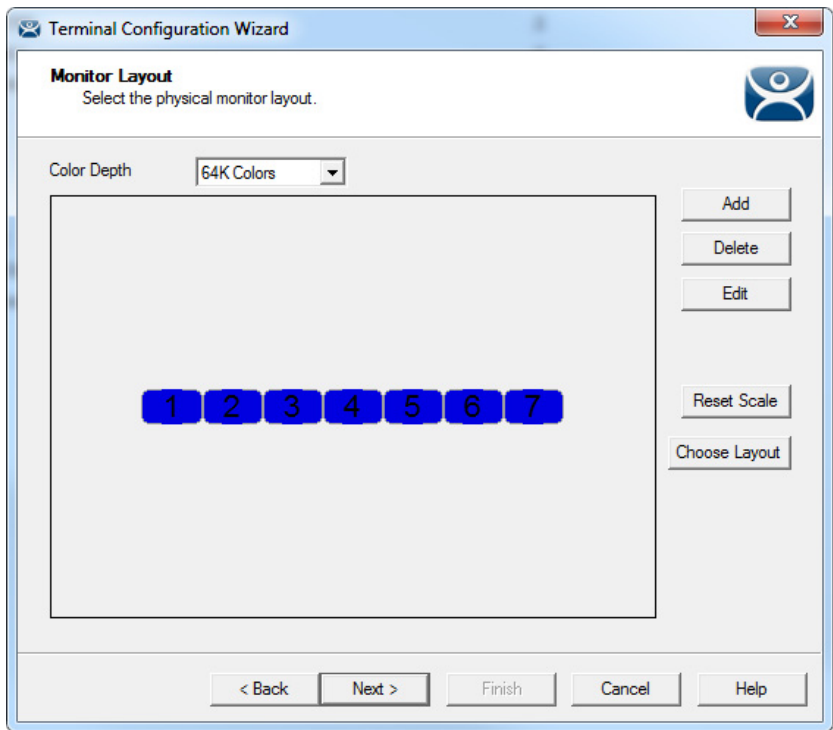 Terminal Configuration Wizard
Monitor Layout
Select the physical monitor layout.
Color Depth
64K Colors
Add
Delete
Edit
1 2 3 4 5 6 7
Reset Scale
Choose Layout
< Back Next > Finish Cancel Help